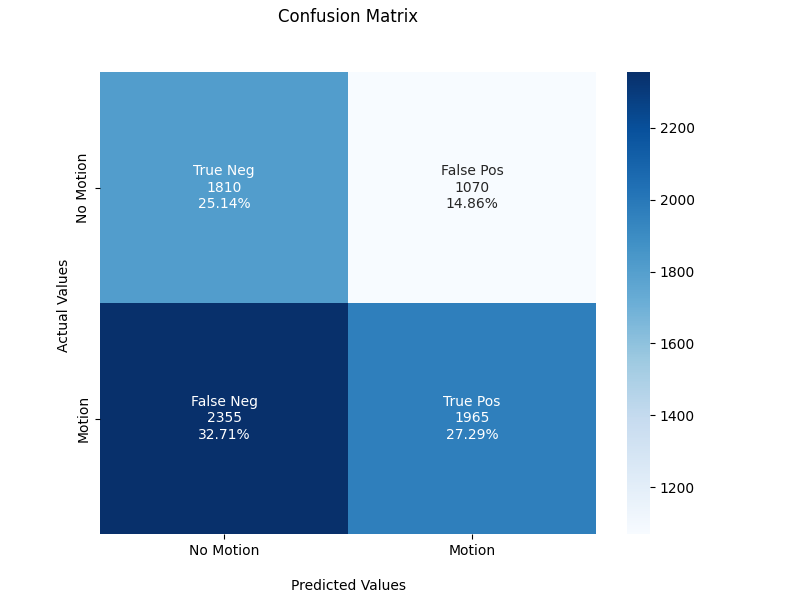 Confusion Matrix
No Motion
Motion
Actual Values
True Neg
1810
25.14%
False Pos
1070
14.86%
False Neg
2355
32.71%
True Pos
1965
27.29%
No Motion
Motion
Predicted Values
2200
2000
1800
1600
1400
1200